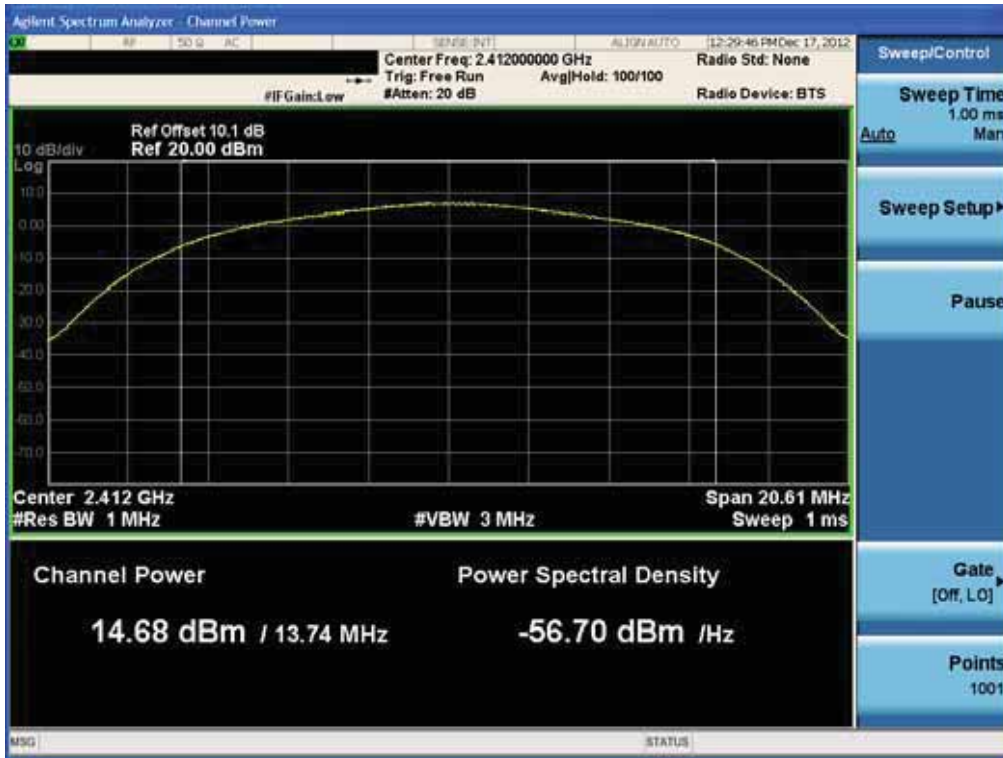 Agilent Spectrum Analyzer - Channel Power
RF 50 Ω AC SENSE:INT ALIGN AUTO 12:29:46 PM Dec 17, 2012
Center Freq: 2.412000000 GHz Radio Std: None
Trig: Free Run Avg|Hold: 100/100
#IFGain:Low #Atten: 20 dB Radio Device: BTS
Ref Offset 10.1 dB
10 dB/div Ref 20.00 dBm
Log
10.0
0.00
-10.0
-20.0
-30.0
-40.0
-50.0
-60.0
-70.0
Center 2.412 GHz Span 20.61 MHz
#Res BW 1 MHz #VBW 3 MHz Sweep 1 ms
Channel Power Power Spectral Density
14.68 dBm / 13.74 MHz -56.70 dBm /Hz
MSG STATUS
Sweep/Control
Sweep Time
1.00 ms
Auto Man
Sweep Setup
Pause
Gate
[Off, LO]
Points
1001